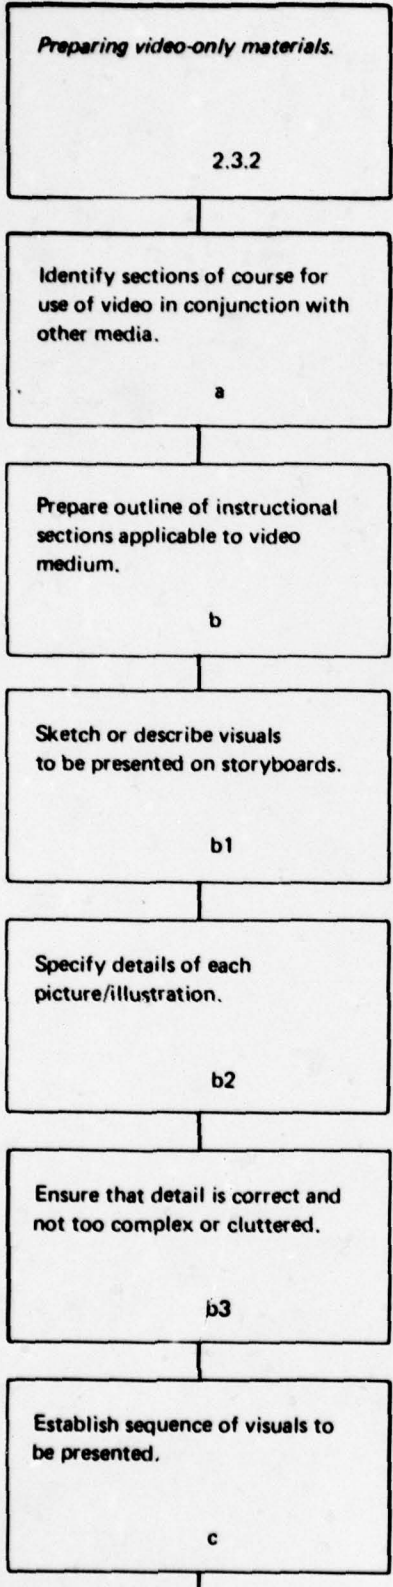 Preparing video-only materials.
2.3.2
Identify sections of course for
use of video in conjunction with
other media.
a
Prepare outline of instructional
sections applicable to video
medium.
b
Sketch or describe visuals
to be presented on storyboards.
b1
Specify details of each
picture/illustration.
b2
Ensure that detail is correct and
not too complex or cluttered.
b3
Establish sequence of visuals to
be presented.
c